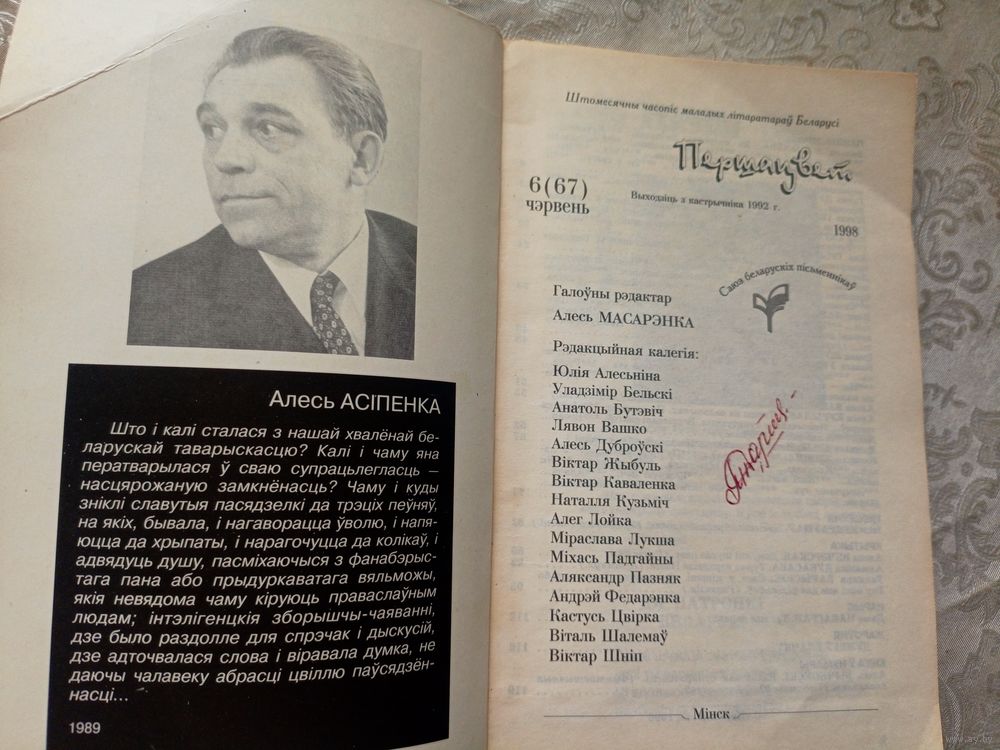 Алесь АСІПЕНКА
Што і калі сталася з нашай хвалёнай бе-
ларускай таварыскасцю? Калі і чаму яна
ператварылася ў сваю супрацьлегласць –
насцярожаную замкнёнасць? Чаму і куды
зніклі славутыя пасядзелкі да трэціх пеўняў,
на якіх, бывала, і нагаворацца ўволю, і напя-
юцца да хрыпаты, і нарагочуцца да колікаў, і
адвядуць душу, пасміхаючыся з фанабэрыс-
тага пана або прыдуркаватага вяльможы,
якія невядома чаму кіруюць праваслаўным
людам; інтэлігенцкія зборышчы-чаяванні,
дзе было раздолле для спрэчак і дыскусій,
дзе адточвалася слова і віравала думка, не
даючы чалавеку абрасці цвіллю паўсядзён-
насці...
1989
Штомесячны часопіс маладых літаратараў Беларусі
Першацвет
6(67)
чэрвень
Выходзіць з кастрычніка 1992 г.
1998
Саюз беларускіх пісьменнікаў
Галоўны рэдактар
Алесь МАСАРЭНКА
Рэдакцыйная калегія:
Юлія Алесьніна
Уладзімір Бельскі
Анатоль Бутэвіч
Лявон Вашко
Алесь Дуброўскі
Віктар Жыбуль
Віктар Каваленка
Наталля Кузьміч
Алег Лойка
Міраслава Лукша
Міхась Падгайны
Аляксандр Пазняк
Андрэй Федарэнка
Кастусь Цвірка
Віталь Шалемаў
Віктар Шніп
Мінск
www.ay.by